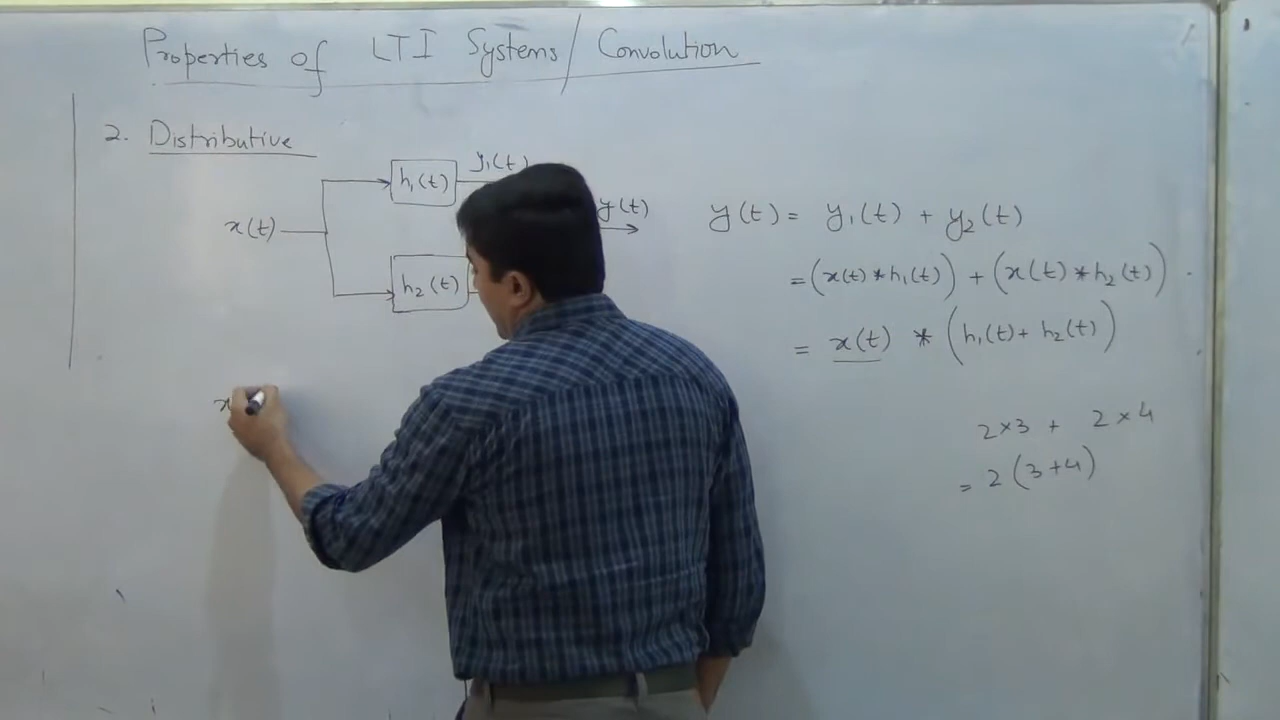 Properties of LTI Systems / Convolution
2. Distributive
h₁(t) y₁(t)
x(t) y(t)
h₂(t)
x
y(t) = y₁(t) + y₂(t)
= (x(t) * h₁(t)) + (x(t) * h₂(t))
= x(t) * (h₁(t) + h₂(t))
2×3 + 2×4
= 2(3+4)